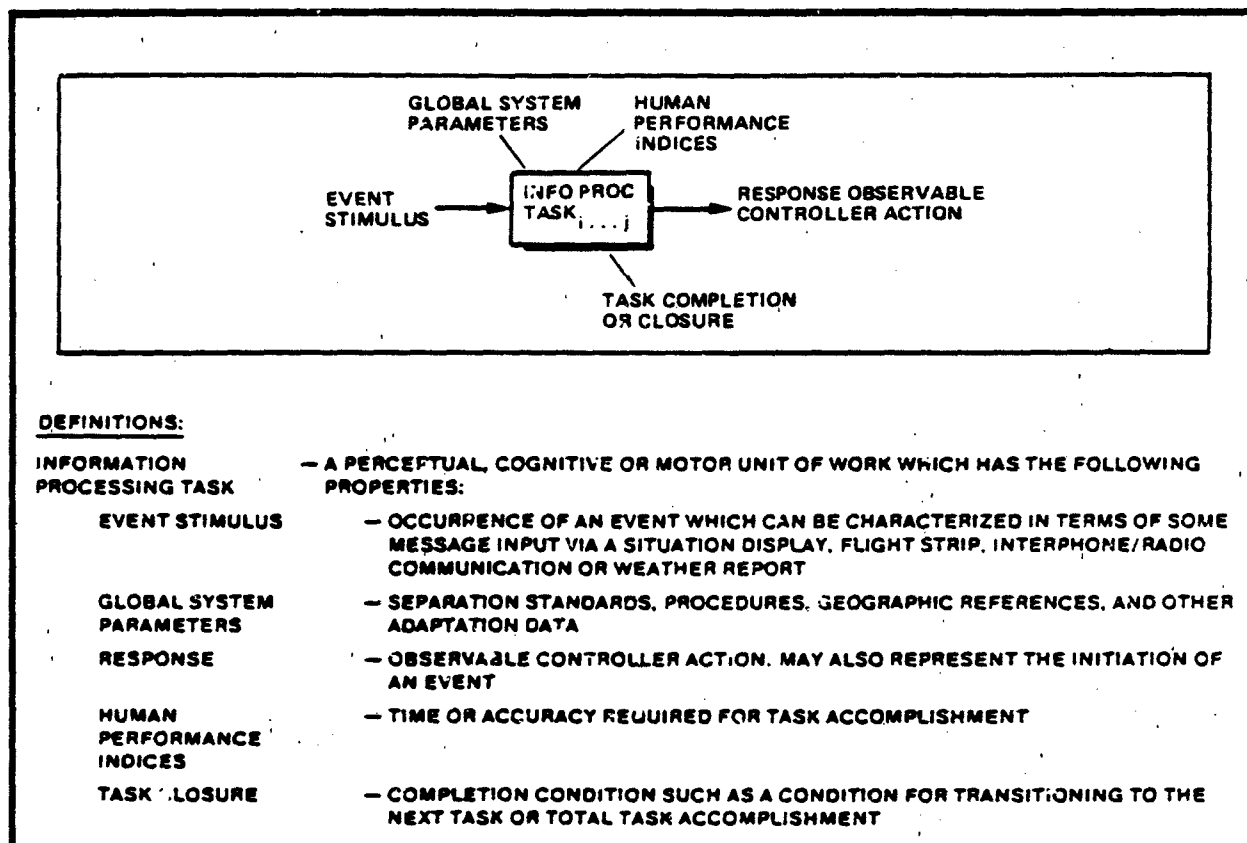 GLOBAL SYSTEM
PARAMETERS
HUMAN
PERFORMANCE
INDICES
EVENT
STIMULUS
INFO PROC
TASK i . . . j
RESPONSE OBSERVABLE
CONTROLLER ACTION
TASK COMPLETION
OR CLOSURE
DEFINITIONS:
INFORMATION
PROCESSING TASK
— A PERCEPTUAL, COGNITIVE OR MOTOR UNIT OF WORK WHICH HAS THE FOLLOWING
PROPERTIES:
EVENT STIMULUS
— OCCURRENCE OF AN EVENT WHICH CAN BE CHARACTERIZED IN TERMS OF SOME
MESSAGE INPUT VIA A SITUATION DISPLAY, FLIGHT STRIP, INTERPHONE/RADIO
COMMUNICATION OR WEATHER REPORT
GLOBAL SYSTEM
PARAMETERS
— SEPARATION STANDARDS, PROCEDURES, GEOGRAPHIC REFERENCES, AND OTHER
ADAPTATION DATA
RESPONSE
— OBSERVABLE CONTROLLER ACTION. MAY ALSO REPRESENT THE INITIATION OF
AN EVENT
HUMAN
PERFORMANCE
INDICES
— TIME OR ACCURACY REQUIRED FOR TASK ACCOMPLISHMENT
TASK CLOSURE
— COMPLETION CONDITION SUCH AS A CONDITION FOR TRANSITIONING TO THE
NEXT TASK OR TOTAL TASK ACCOMPLISHMENT